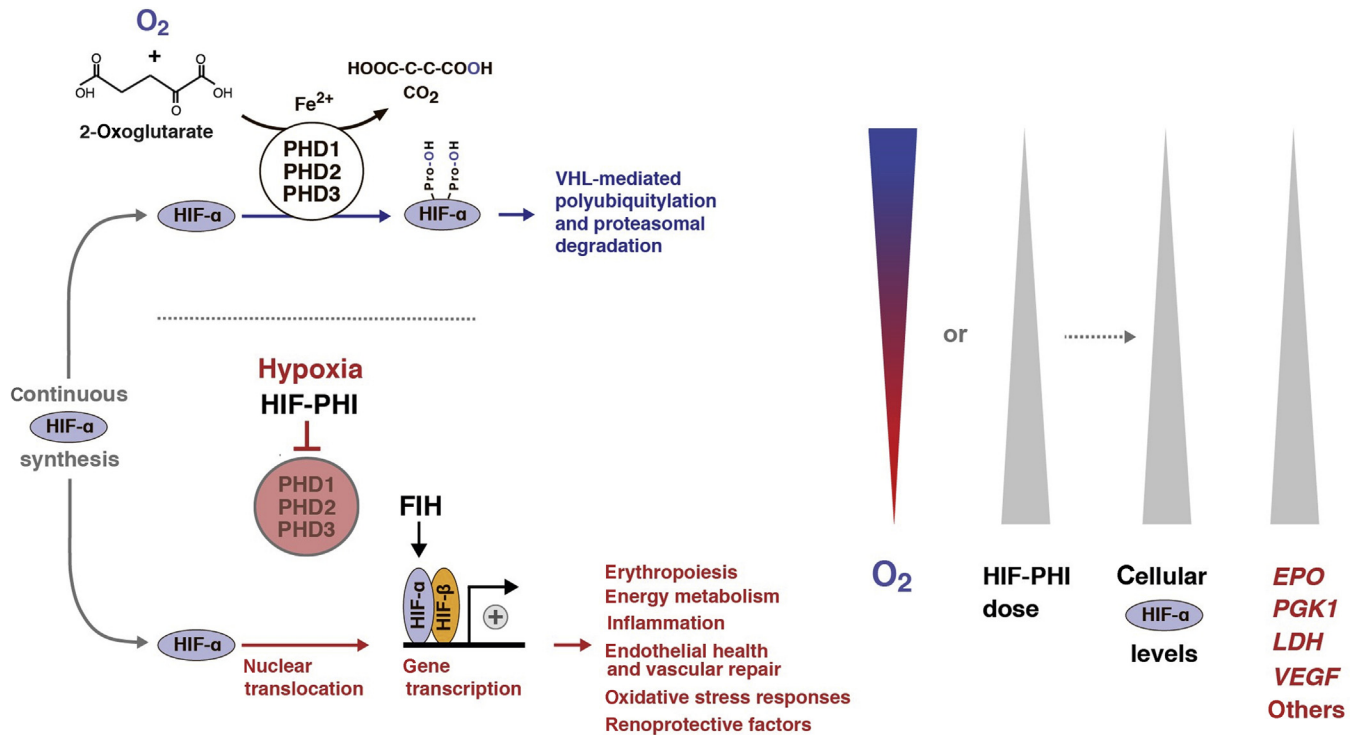 O2
+
O
OH
O
O
OH
2-Oxoglutarate
Fe2+
HOOC-C-C-COOH
CO2
PHD1
PHD2
PHD3
Pro-OH
Pro-OH
HIF-α
HIF-α
VHL-mediated
polyubiquitylation
and proteasomal
degradation
Continuous
HIF-α
synthesis
Hypoxia
HIF-PHI
PHD1
PHD2
PHD3
FIH
HIF-α
HIF-β
+
HIF-α
Nuclear
translocation
Gene
transcription
Erythropoiesis
Energy metabolism
Inflammation
Endothelial health
and vascular repair
Oxidative stress responses
Renoprotective factors
or
O2
HIF-PHI
dose
Cellular
HIF-α
levels
EPO
PGK1
LDH
VEGF
Others